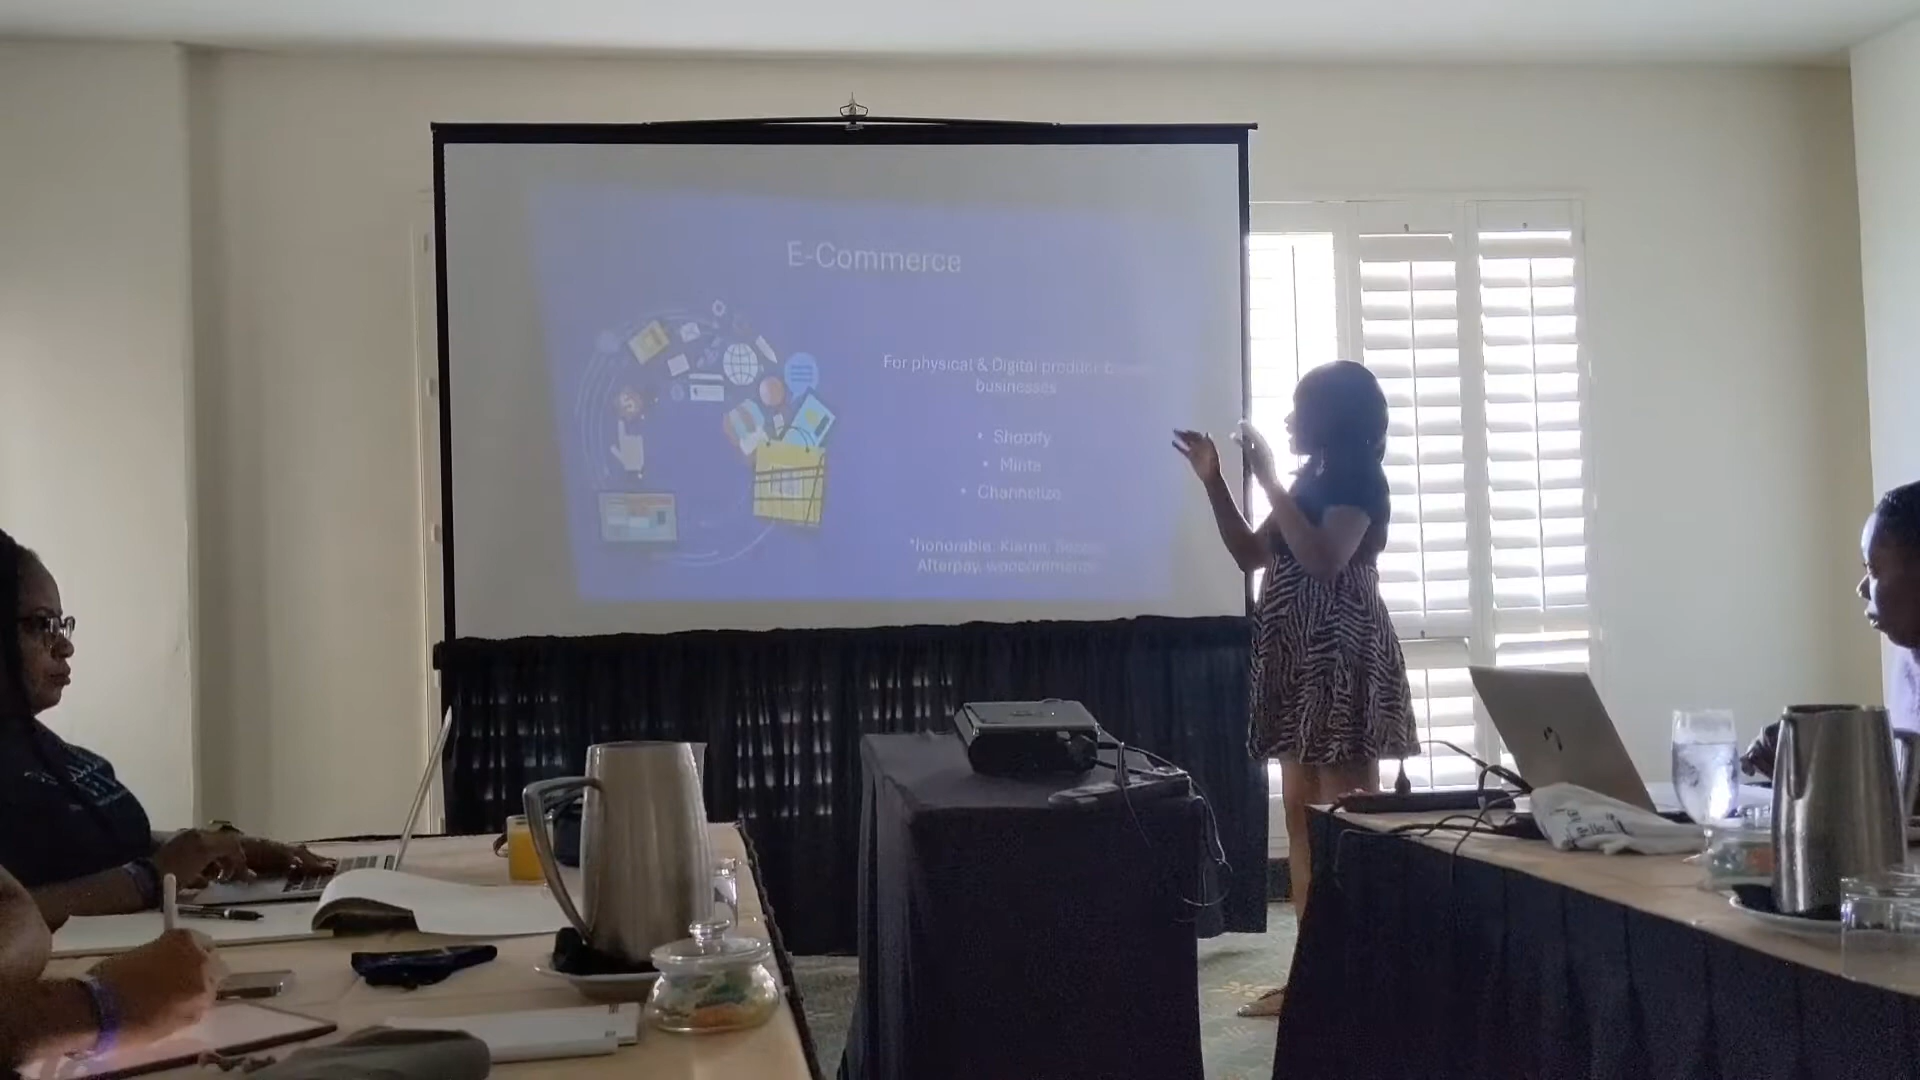 E-Commerce
For physical & Digital product
businesses
• Shopify
• Minta
• Channelize
*honorable. Klarna,
Afterpay, woocommerce